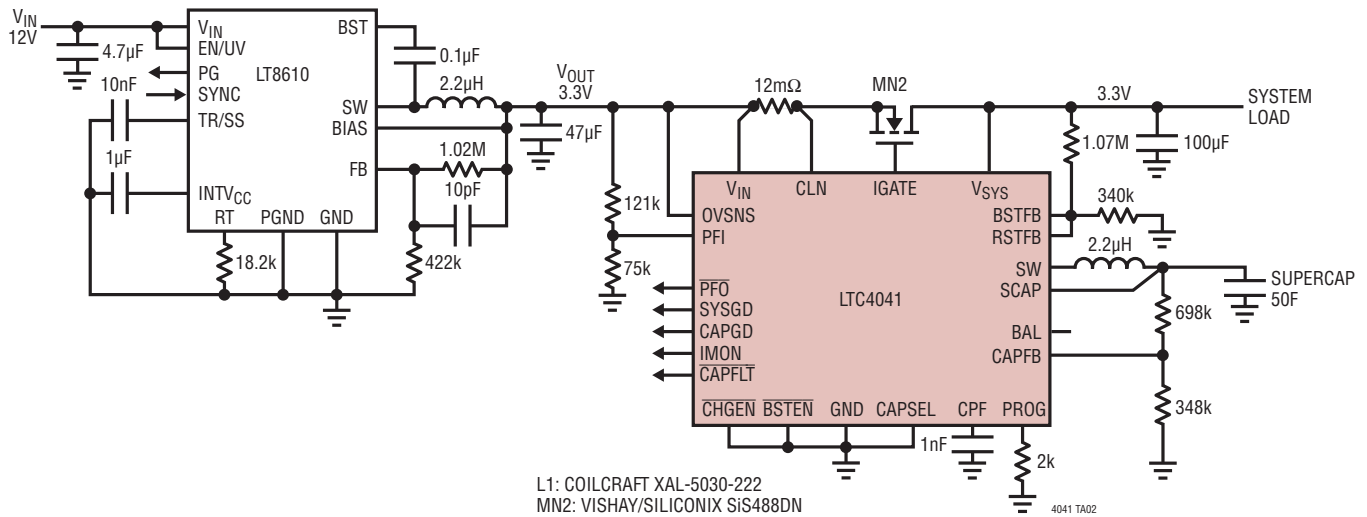 VIN
12V
4.7µF
VIN
EN/UV
PG
SYNC
TR/SS
INTVCC
RT
PGND
GND
LT8610
BST
SW
BIAS
FB
10nF
1µF
18.2k
0.1µF
2.2µH
1.02M
10pF
422k
VOUT
3.3V
47µF
121k
75k
12mΩ
MN2
3.3V
SYSTEM
LOAD
1.07M
100µF
340k
VIN
CLN
IGATE
VSYS
OVSNS
PFI
PFO
SYSGD
CAPGD
IMON
CAPFLT
LTC4041
BSTFB
RSTFB
SW
SCAP
BAL
CAPFB
CHGEN
BSTEN
GND
CAPSEL
CPF
PROG
2.2µH
SUPERCAP
50F
698k
348k
1nF
2k
L1: COILCRAFT XAL-5030-222
MN2: VISHAY/SILICONIX SiS488DN
4041 TA02